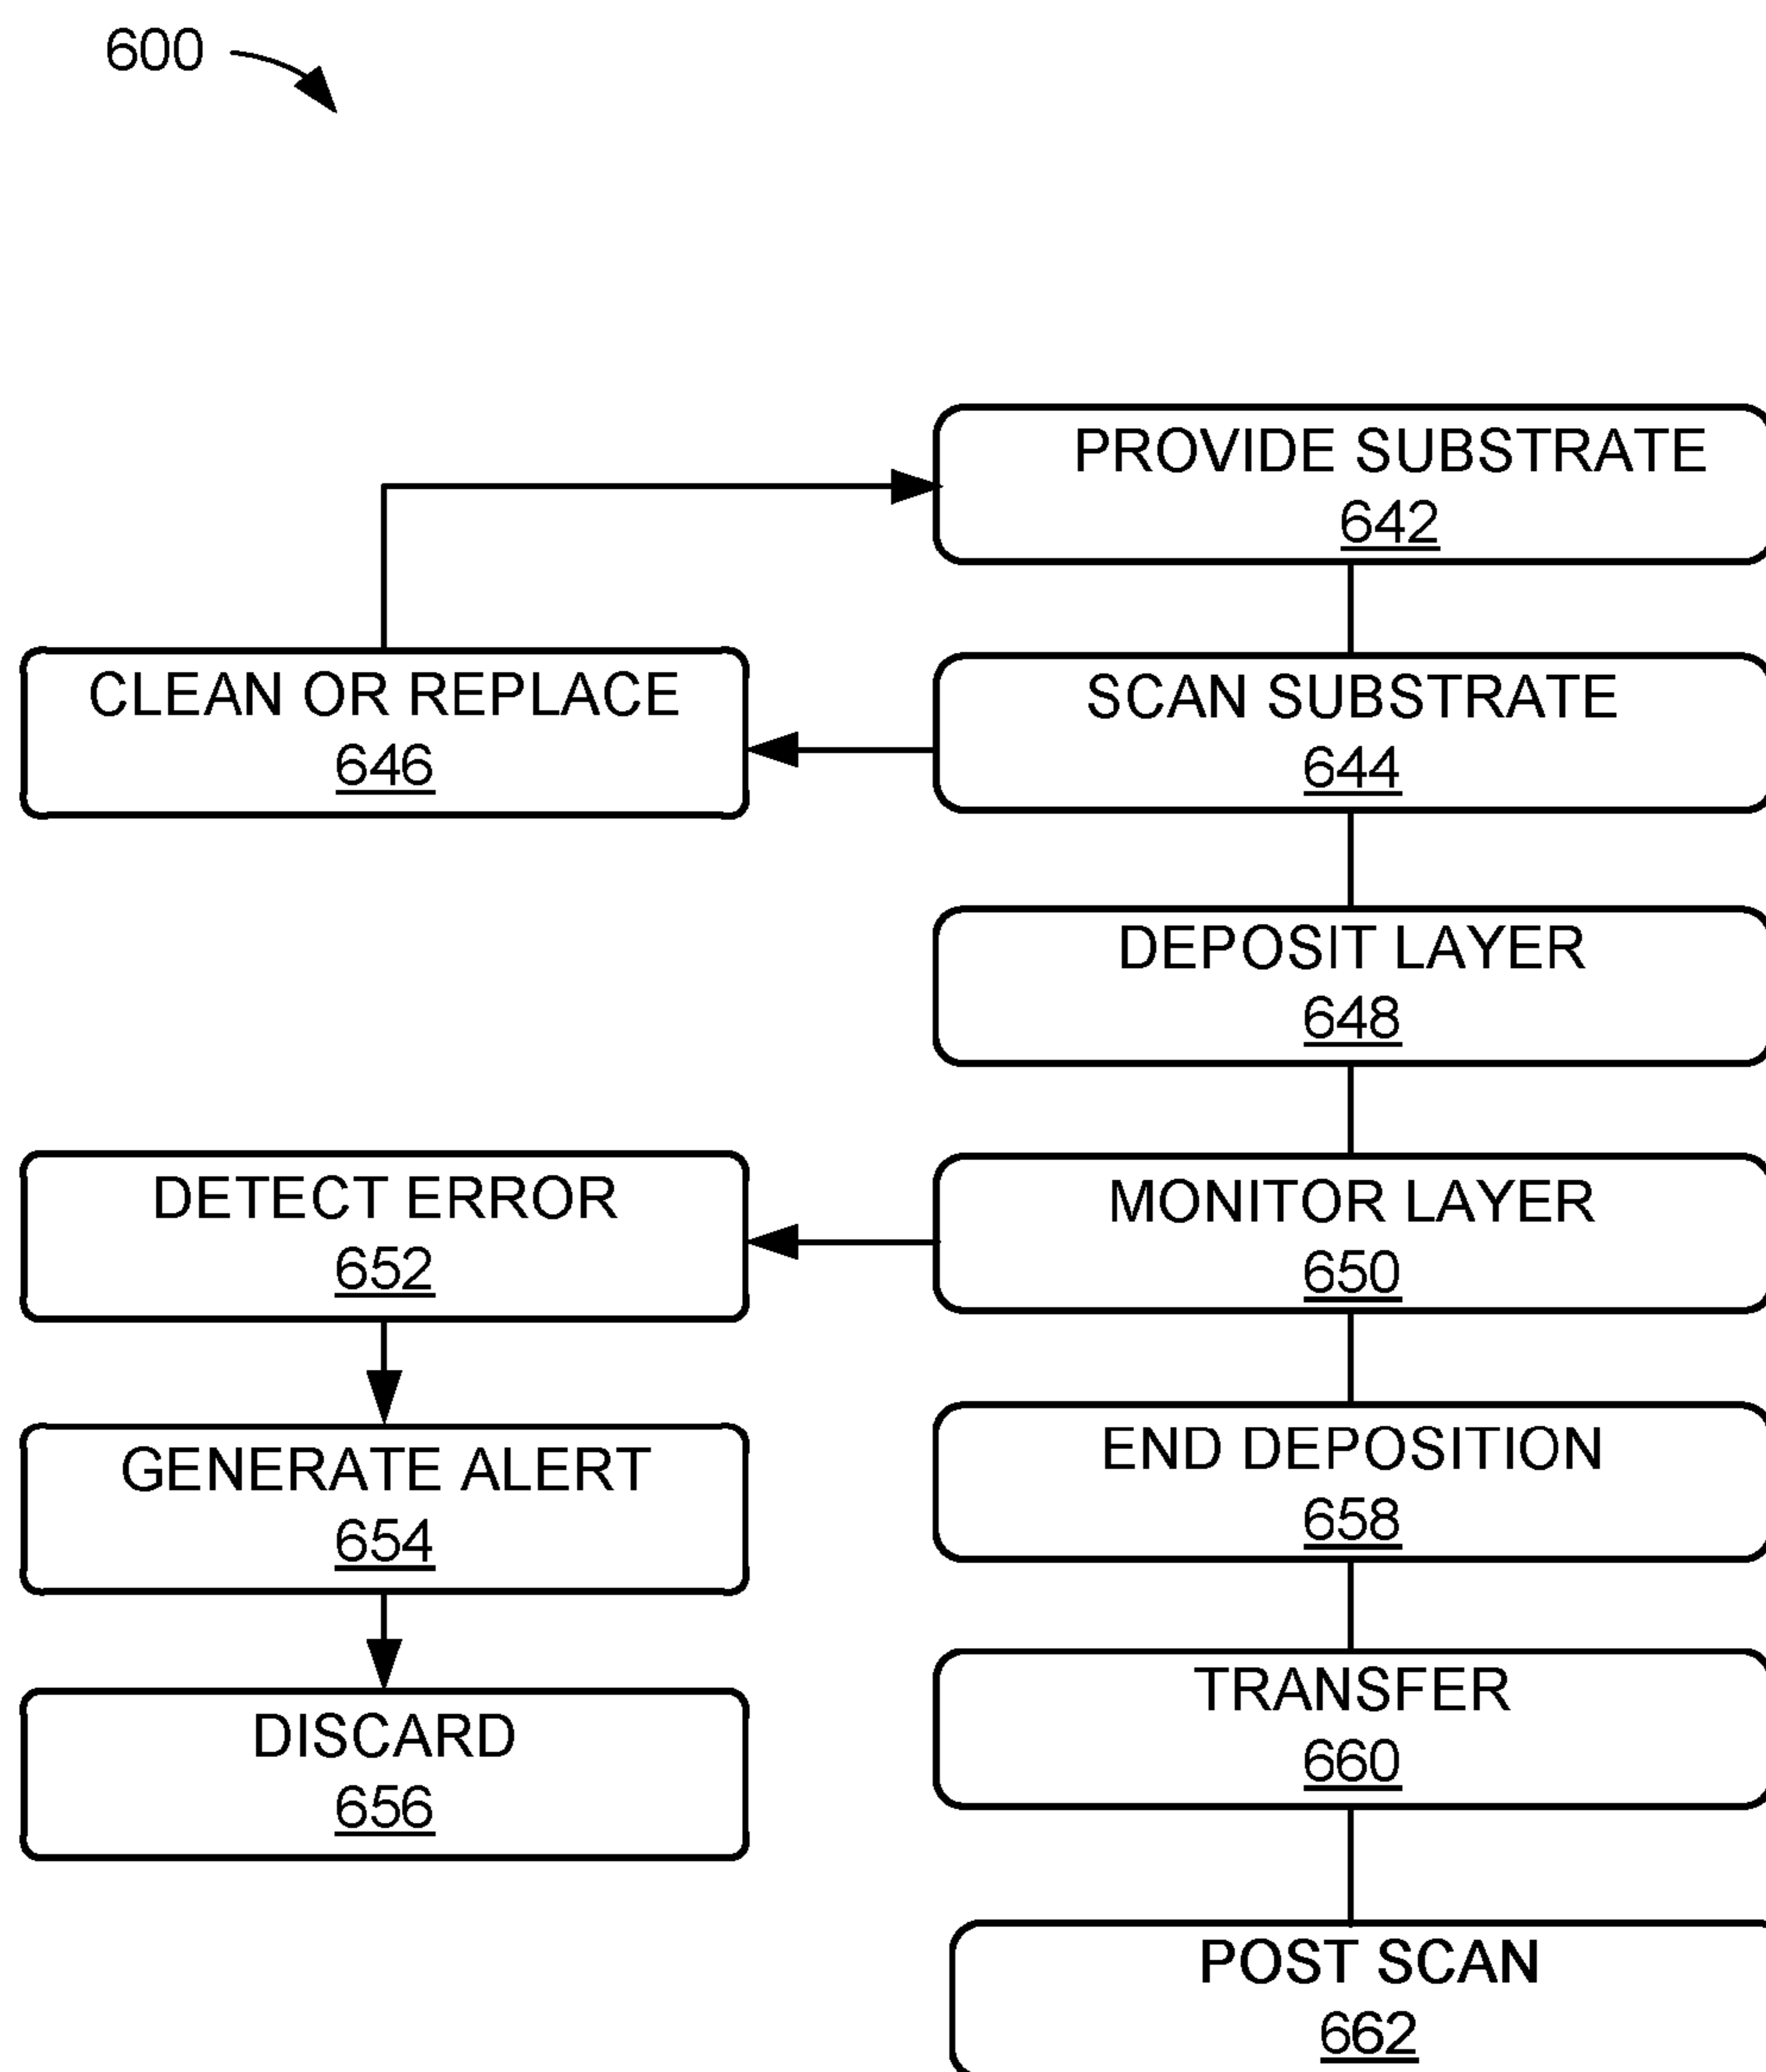 600
PROVIDE SUBSTRATE
642
CLEAN OR REPLACE
646
SCAN SUBSTRATE
644
DEPOSIT LAYER
648
DETECT ERROR
652
MONITOR LAYER
650
GENERATE ALERT
654
END DEPOSITION
658
DISCARD
656
TRANSFER
660
POST SCAN
662